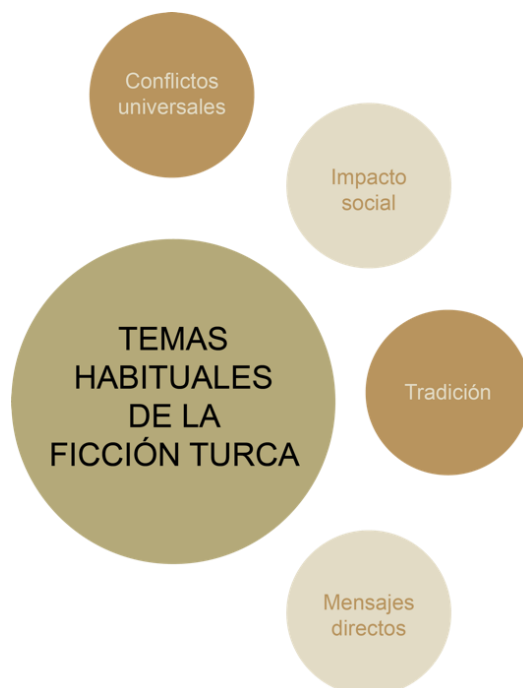 Conflictos
universales
Impacto
social
TEMAS
HABITUALES
DE LA
FICCIÓN TURCA
Tradición
Mensajes
directos